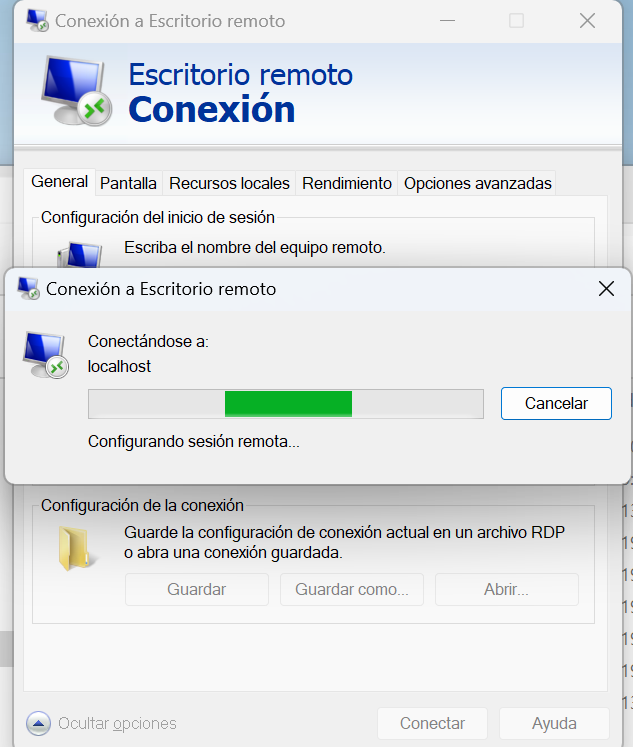 Conexión a Escritorio remoto
Escritorio remoto
Conexión
General Pantalla Recursos locales Rendimiento Opciones avanzadas
Configuración del inicio de sesión
Escriba el nombre del equipo remoto.
Conexión a Escritorio remoto
Conectándose a:
localhost
Cancelar
Configurando sesión remota...
Configuración de la conexión
Guarde la configuración de conexión actual en un archivo RDP
o abra una conexión guardada.
Guardar Guardar como... Abrir...
Ocultar opciones Conectar Ayuda